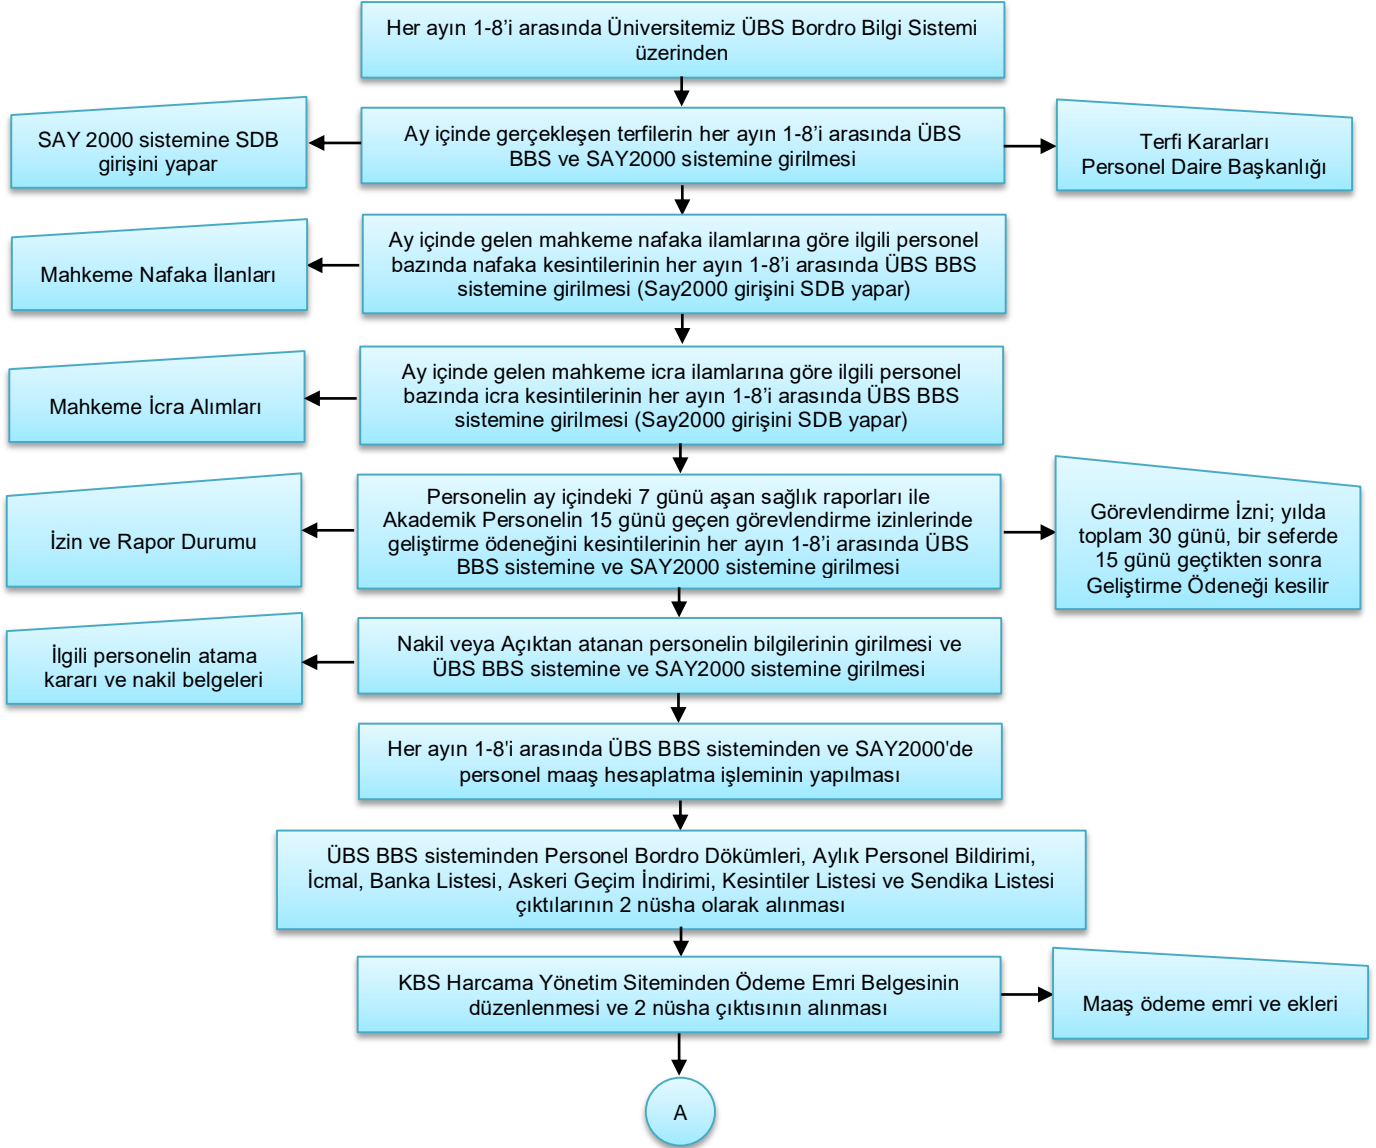 Her ayın 1-8’i arasında Üniversitemiz ÜBS Bordro Bilgi Sistemi
üzerinden
SAY 2000 sistemine SDB
girişini yapar
Ay içinde gerçekleşen terfilerin her ayın 1-8’i arasında ÜBS
BBS ve SAY2000 sistemine girilmesi
Terfi Kararları
Personel Daire Başkanlığı
Mahkeme Nafaka İlanları
Ay içinde gelen mahkeme nafaka ilamlarına göre ilgili personel
bazında nafaka kesintilerinin her ayın 1-8’i arasında ÜBS BBS
sistemine girilmesi (Say2000 girişini SDB yapar)
Mahkeme İcra Alımları
Ay içinde gelen mahkeme icra ilamlarına göre ilgili personel
bazında icra kesintilerinin her ayın 1-8’i arasında ÜBS BBS
sistemine girilmesi (Say2000 girişini SDB yapar)
İzin ve Rapor Durumu
Personelin ay içindeki 7 günü aşan sağlık raporları ile
Akademik Personelin 15 günü geçen görevlendirme izinlerinde
geliştirme ödeneğini kesintilerinin her ayın 1-8’i arasında ÜBS
BBS sistemine ve SAY2000 sistemine girilmesi
Görevlendirme İzni; yılda
toplam 30 günü, bir seferde
15 günü geçtikten sonra
Geliştirme Ödeneği kesilir
İlgili personelin atama
kararı ve nakil belgeleri
Nakil veya Açıktan atanan personelin bilgilerinin girilmesi ve
ÜBS BBS sistemine ve SAY2000 sistemine girilmesi
Her ayın 1-8'i arasında ÜBS BBS sisteminden ve SAY2000'de
personel maaş hesaplatma işleminin yapılması
ÜBS BBS sisteminden Personel Bordro Dökümleri, Aylık Personel Bildirimi,
İcmal, Banka Listesi, Askeri Geçim İndirimi, Kesintiler Listesi ve Sendika Listesi
çıktılarının 2 nüsha olarak alınması
KBS Harcama Yönetim Siteminden Ödeme Emri Belgesinin
düzenlenmesi ve 2 nüsha çıktısının alınması
Maaş ödeme emri ve ekleri
A